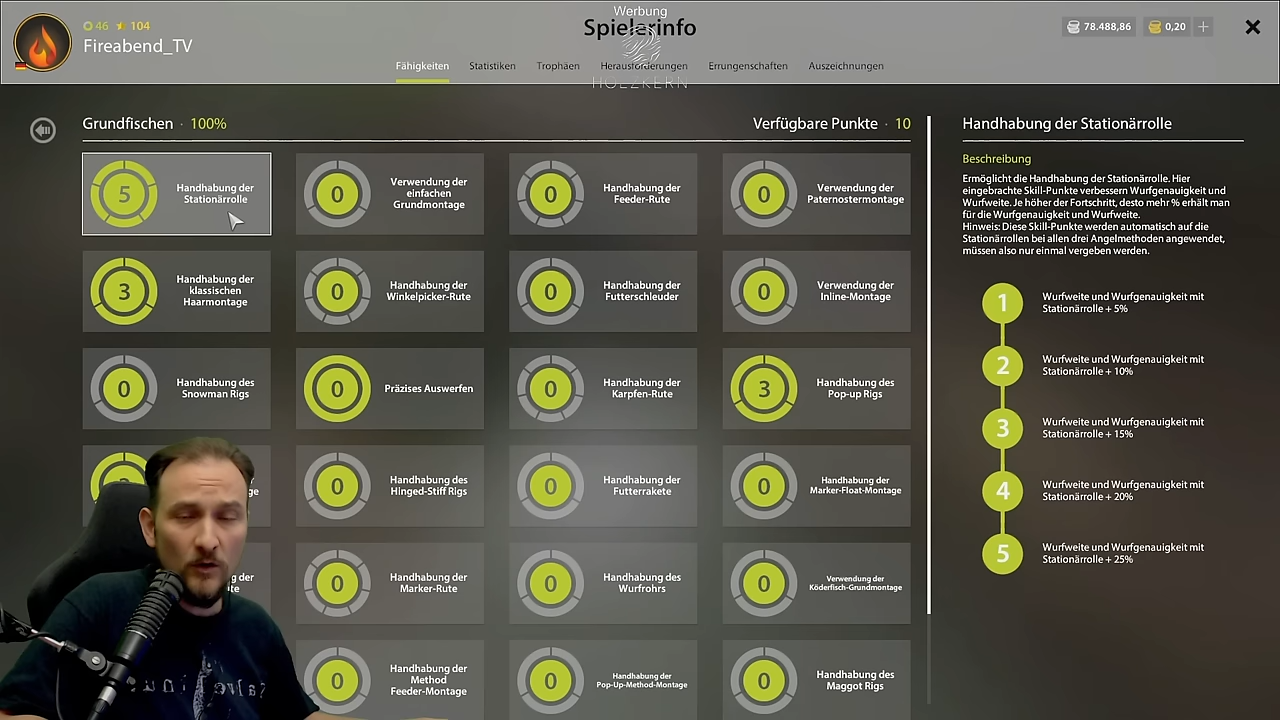 Werbung
Spielerinfo
HOLZKERN
46 104
Fireabend_TV
78.488,86
0,20
Fähigkeiten
Statistiken
Trophäen
Herausforderungen
Errungenschaften
Auszeichnungen
Grundfischen · 100%
Verfügbare Punkte · 10
5
Handhabung der
Stationärrolle
0
Verwendung der
einfachen
Grundmontage
0
Handhabung der
Feeder-Rute
0
Verwendung der
Paternostermontage
3
Handhabung der
klassischen
Haarmontage
0
Handhabung der
Winkelpicker-Rute
0
Handhabung der
Futterschleuder
0
Verwendung der
Inline-Montage
0
Handhabung des
Snowman Rigs
0
Präzises Auswerfen
0
Handhabung der
Karpfen-Rute
3
Handhabung des
Pop-up Rigs
0
Handhabung des
Hinged-Stiff Rigs
0
Handhabung der
Futterrakete
0
Handhabung der
Marker-Float-Montage
0
Handhabung der
Marker-Rute
0
Handhabung des
Wurfrohrs
0
Verwendung der
Köderfisch-Grundmontage
0
Handhabung der
Method
Feeder-Montage
0
Handhabung der
Pop-Up-Method-Montage
0
Handhabung des
Maggot Rigs
Handhabung der Stationärrolle
Beschreibung
Ermöglicht die Handhabung der Stationärrolle. Hier
eingebrachte Skill-Punkte verbessern Wurfgenauigkeit und
Wurfweite. Je höher der Fortschritt, desto mehr % erhält man
für die Wurfgenauigkeit und Wurfweite.
Hinweis: Diese Skill-Punkte werden automatisch auf die
Stationärrollen bei allen drei Angelmethoden angewendet,
müssen also nur einmal vergeben werden.
1
Wurfweite und Wurfgenauigkeit mit
Stationärrolle + 5%
2
Wurfweite und Wurfgenauigkeit mit
Stationärrolle + 10%
3
Wurfweite und Wurfgenauigkeit mit
Stationärrolle + 15%
4
Wurfweite und Wurfgenauigkeit mit
Stationärrolle + 20%
5
Wurfweite und Wurfgenauigkeit mit
Stationärrolle + 25%